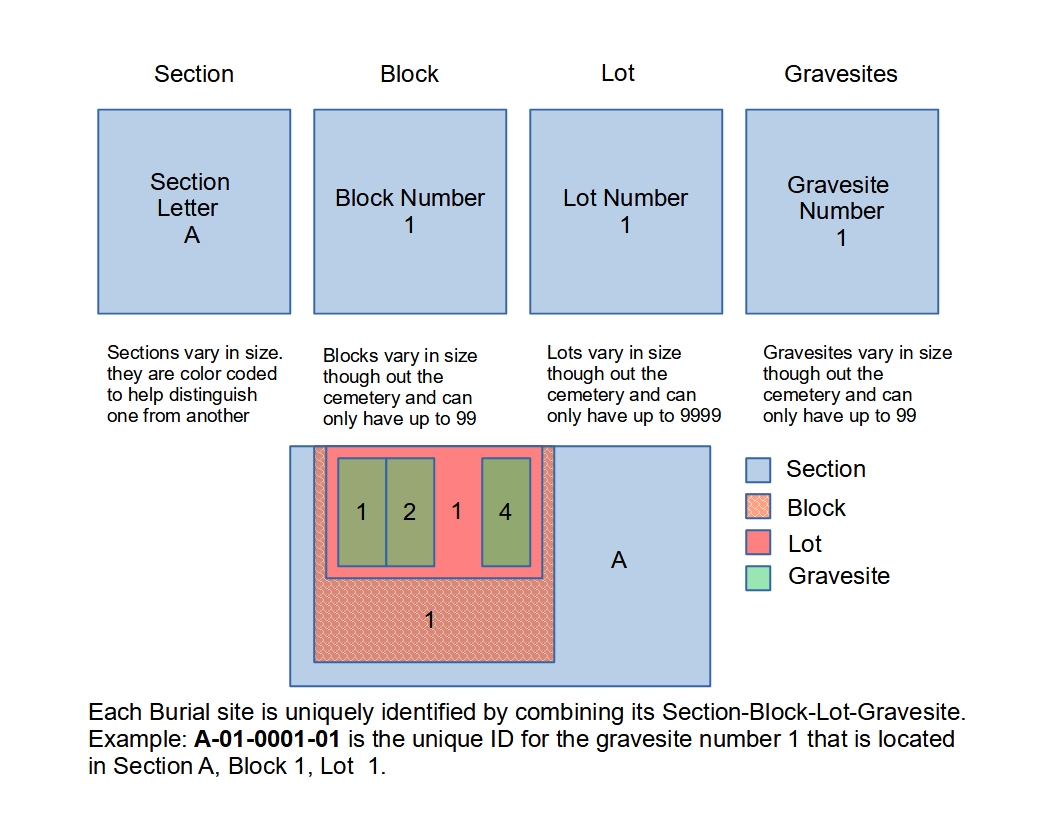 Section
Block
Lot
Gravesites
Section
Letter
A
Block Number
1
Lot Number
1
Gravesite
Number
1
Sections vary in size.
they are color coded
to help distinguish
one from another
Blocks vary in size
though out the
cemetery and can
only have up to 99
Lots vary in size
though out the
cemetery and can
only have up to 9999
Gravesites vary in size
though out the
cemetery and can
only have up to 99
1
2
1
4
A
1
Section
Block
Lot
Gravesite
Each Burial site is uniquely identified by combining its Section-Block-Lot-Gravesite.
Example: A-01-0001-01 is the unique ID for the gravesite number 1 that is located
in Section A, Block 1, Lot  1.